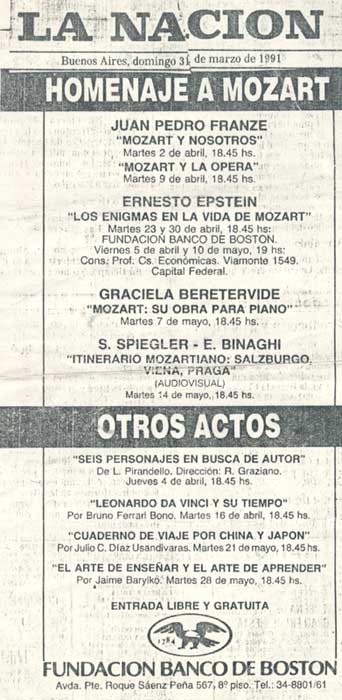 LA NACION
Buenos Aires, domingo 31 de marzo de 1991
HOMENAJE A MOZART
JUAN PEDRO FRANZE
"MOZART Y NOSOTROS"
Martes 2 de abril, 18.45 hs.
"MOZART Y LA OPERA"
Martes 9 de abril, 18.45 hs.
ERNESTO EPSTEIN
"LOS ENIGMAS EN LA VIDA DE MOZART"
Martes 23 y 30 de abril, 18.45 hs:
FUNDACION BANCO DE BOSTON.
Viernes 5 de abril y 10 de mayo, 19 hs:
Cons. Prof. Cs. Económicas. Viamonte 1549.
Capital Federal.
GRACIELA BERETERVIDE
"MOZART: SU OBRA PARA PIANO"
Martes 7 de mayo, 18.45 hs.
S. SPIEGLER - E. BINAGHI
"ITINERARIO MOZARTIANO: SALZBURGO,
VIENA, PRAGA"
(AUDIOVISUAL)
Martes 14 de mayo, 18.45 hs.
OTROS ACTOS
"SEIS PERSONAJES EN BUSCA DE AUTOR"
De L. Pirandello. Dirección: R. Graziano.
Jueves 4 de abril, 18.45 hs.
"LEONARDO DA VINCI Y SU TIEMPO"
Por Bruno Ferrari Bono. Martes 16 de abril, 18.45 hs.
"CUADERNO DE VIAJE POR CHINA Y JAPON"
Por Julio C. Díaz Usandivaras. Martes 21 de mayo, 18.45 hs.
"EL ARTE DE ENSEÑAR Y EL ARTE DE APRENDER"
Por Jaime Barylko. Martes 28 de mayo, 18.45 hs.
ENTRADA LIBRE Y GRATUITA
1784
FUNDACION BANCO DE BOSTON
Avda. Pte. Roque Sáenz Peña 567, 8º piso. Tel.: 34-8801/61